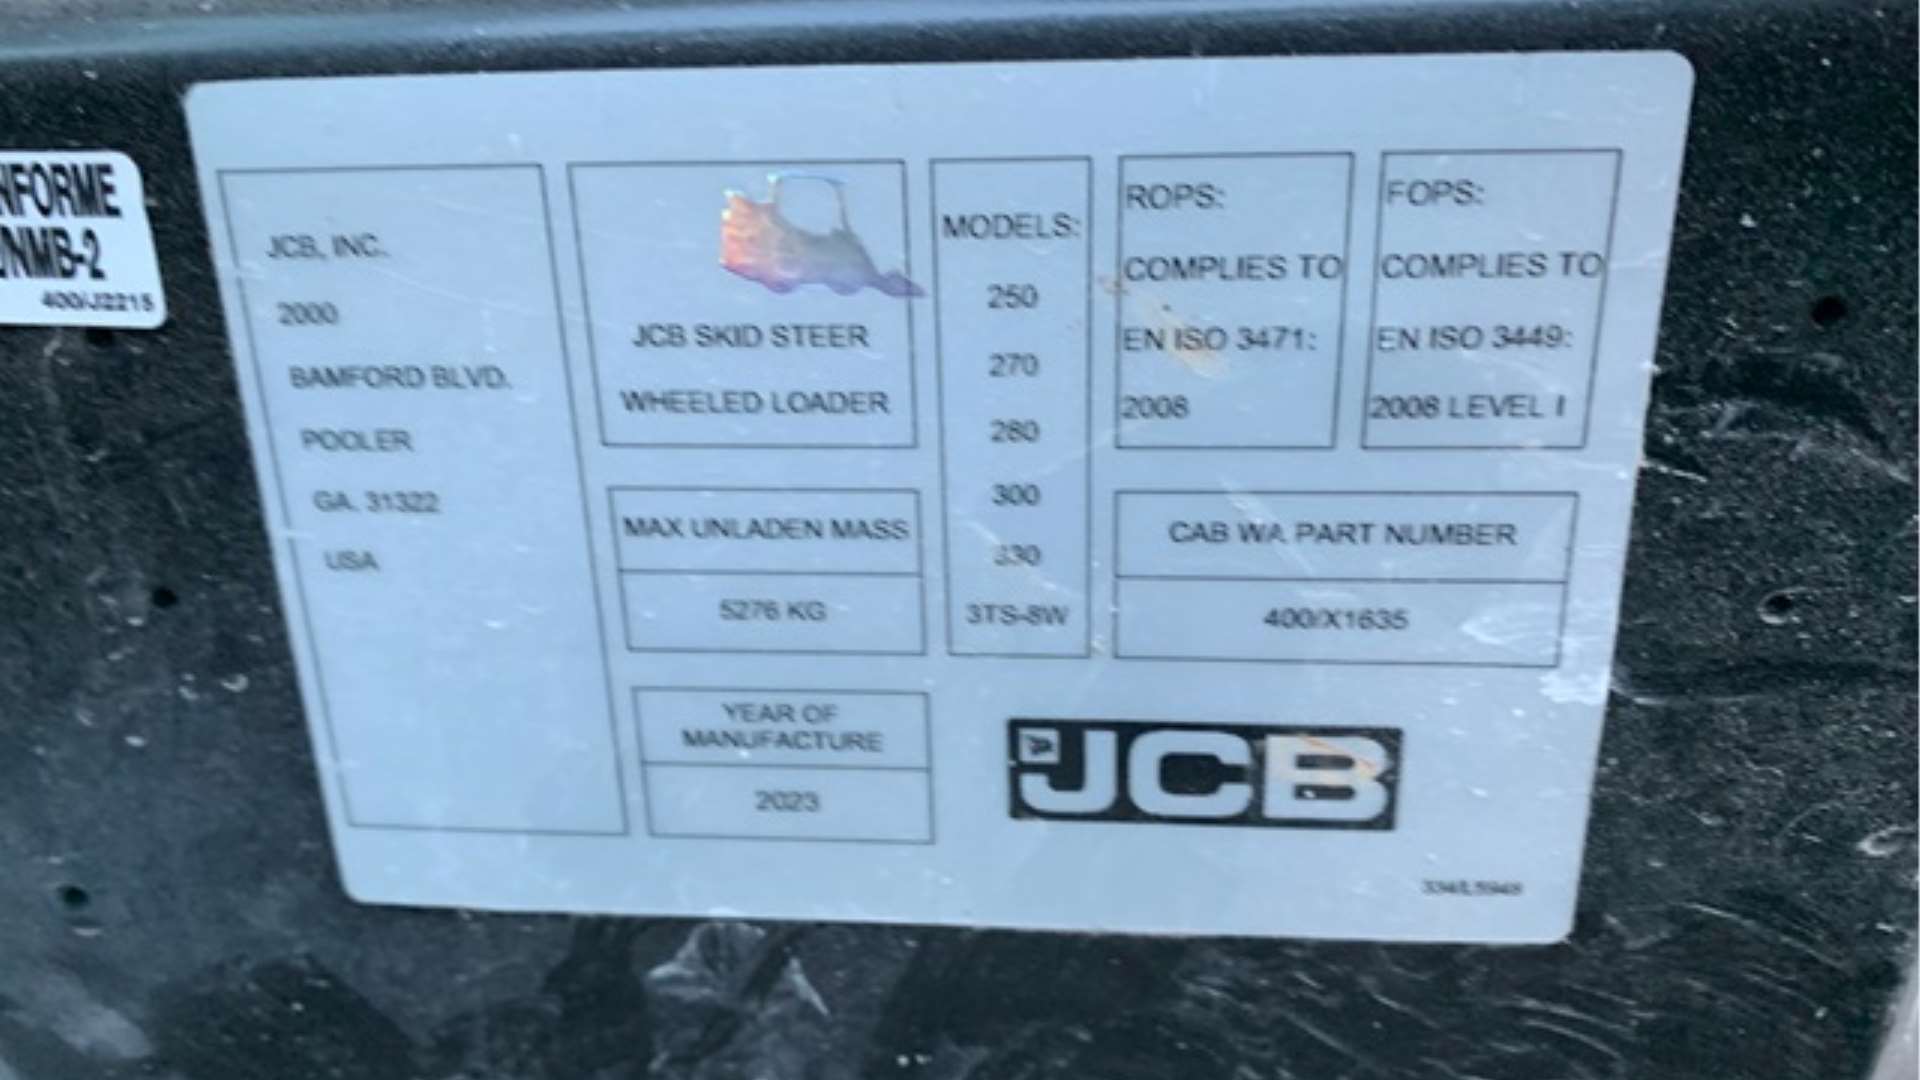 NFORME
/NMB-2
400/J2215
JCB, INC.
2000
BAMFORD BLVD.
POOLER
GA. 31322
USA
JCB SKID STEER
WHEELED LOADER
MAX UNLADEN MASS
5276 KG
YEAR OF
MANUFACTURE
2023
MODELS:
250
270
280
300
330
3TS-8W
ROPS:
COMPLIES TO
EN ISO 3471:
2008
FOPS:
COMPLIES TO
EN ISO 3449:
2008 LEVEL I
CAB WA PART NUMBER
400/X1635
JCB
334/L5948